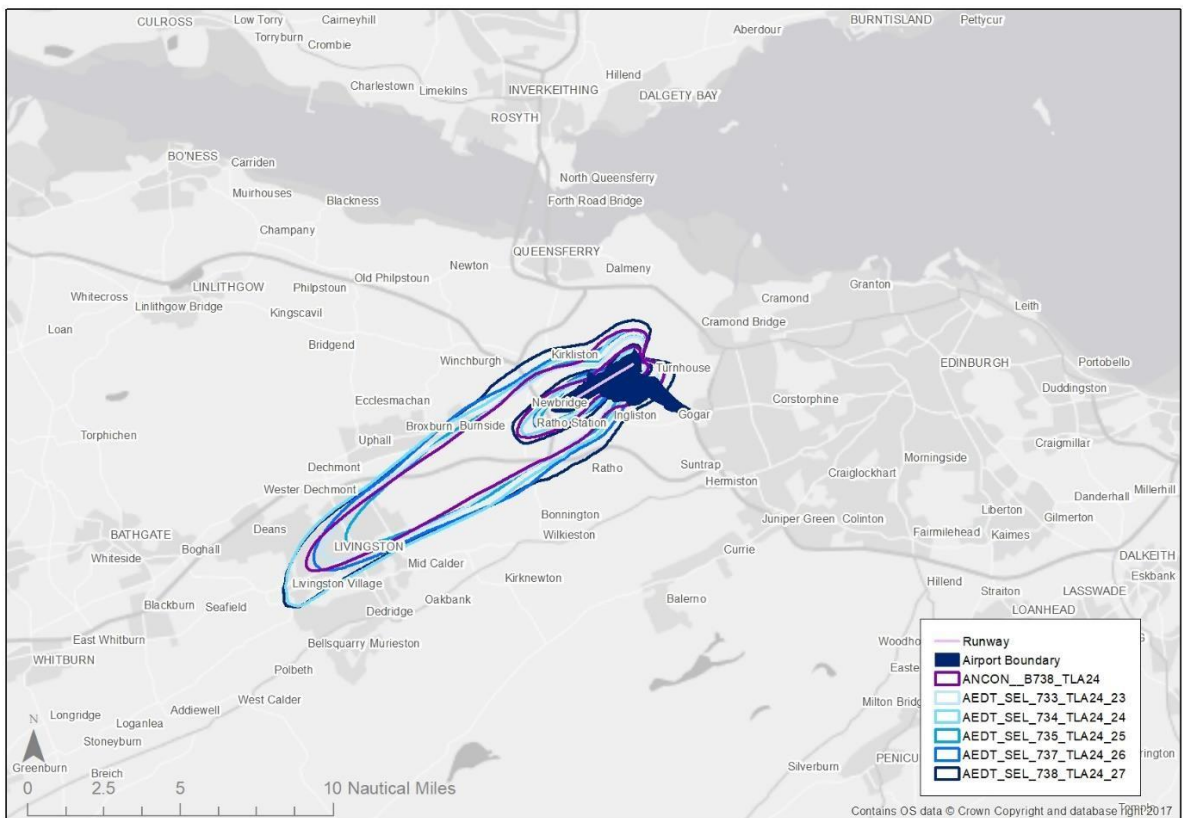 CULROSS
Low Torry
Cairneyhill
BURNTISLAND
Pettycur
Torryburn
Crombie
Aberdour
Charlestown
Limekilns
INVERKEITHING
Hillend
DALGETY BAY
ROSYTH
BO'NESS
Carriden
Muirhouses
Blackness
North Queensferry
Forth Road Bridge
Champany
QUEENSFERRY
Dalmeny
Newton
Old Philpstoun
LINLITHGOW
Philpstoun
Whitecross
Linlithgow Bridge
Kingscavil
Loan
Cramond
Granton
Leith
Cramond Bridge
Bridgend
Winchburgh
Kirkliston
Turnhouse
EDINBURGH
Portobello
Duddingston
Ecclesmachan
Newbridge
Ingliston
Gogar
Corstorphine
Torphichen
Uphall
Broxburn
Burnside
Ratho Station
Craigmillar
Dechmont
Ratho
Suntrap
Morningside
Craiglockhart
Hermiston
Wester Dechmont
Danderhall
Millerhill
BATHGATE
Deans
Bonnington
Wilkieston
Juniper Green
Colinton
Liberton
Gilmerton
Fairmilehead
Kaimes
Whiteside
Boghall
LIVINGSTON
Mid Calder
Currie
DALKEITH
Livingston Village
Kirknewton
Eskbank
Hillend
Straiton
LASSWADE
LOANHEAD
Blackburn
Seafield
Dedridge
Oakbank
Balerno
East Whitburn
Bellsquarry
Murieston
WHITBURN
Polbeth
West Calder
Longridge
Addiewell
Loganlea
Stoneyburn
Greenburn
Breich
Silverburn
Woodho
Easte
Milton Bridg
PENICU
rington
Runway
Airport Boundary
ANCON__B738_TLA24
AEDT_SEL_733_TLA24_23
AEDT_SEL_734_TLA24_24
AEDT_SEL_735_TLA24_25
AEDT_SEL_737_TLA24_26
AEDT_SEL_738_TLA24_27
N
0 2.5 5 10 Nautical Miles
Contains OS data © Crown Copyright and database right 2017